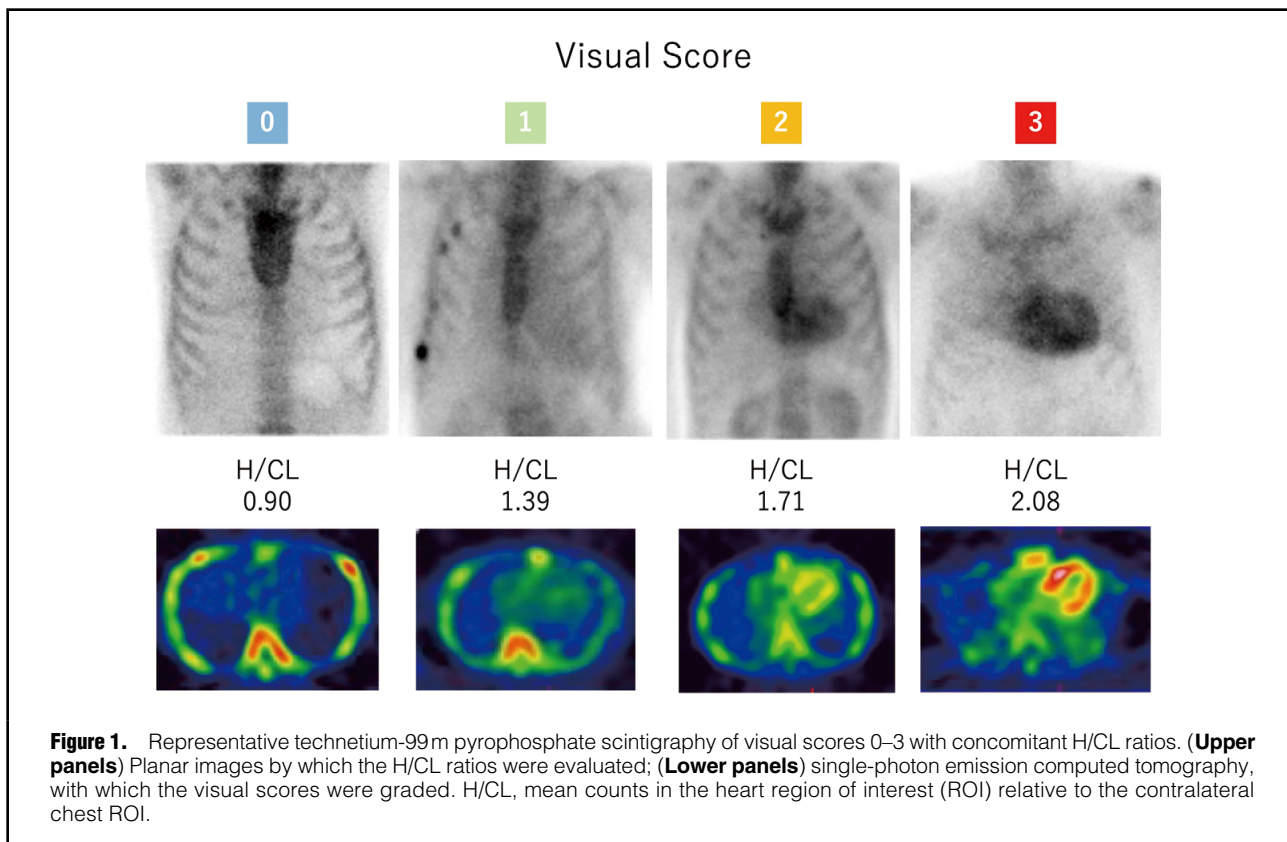 Visual Score
0 1 2 3
H/CL H/CL H/CL H/CL
0.90 1.39 1.71 2.08
Figure 1. Representative technetium-99m pyrophosphate scintigraphy of visual scores 0–3 with concomitant H/CL ratios. (Upper
panels) Planar images by which the H/CL ratios were evaluated; (Lower panels) single-photon emission computed tomography,
with which the visual scores were graded. H/CL, mean counts in the heart region of interest (ROI) relative to the contralateral
chest ROI.